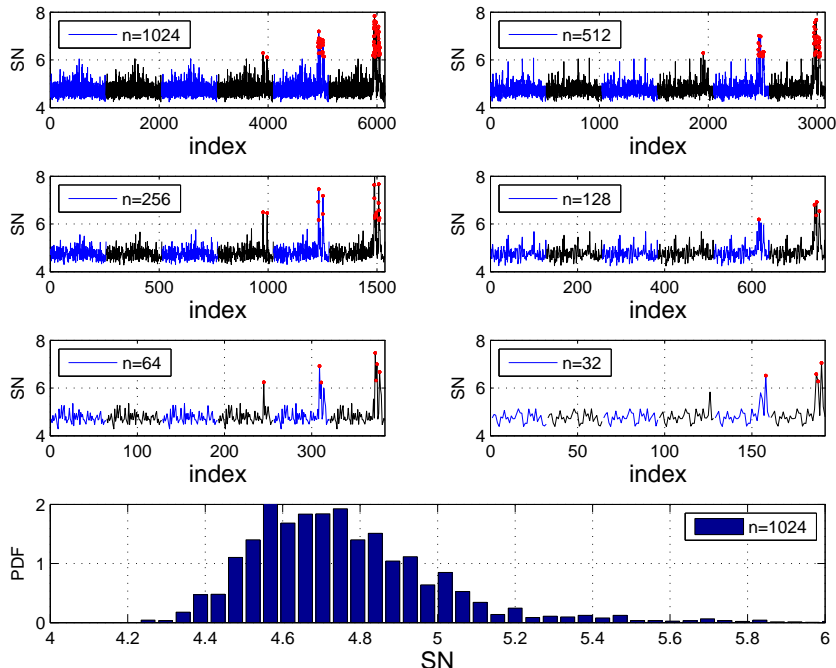 8
6
4
SN
n=1024
0 2000 4000 6000
index
8
6
4
SN
n=512
0 1000 2000 3000
index
8
6
4
SN
n=256
0 500 1000 1500
index
8
6
4
SN
n=128
0 200 400 600
index
8
6
4
SN
n=64
0 100 200 300
index
8
6
4
SN
n=32
0 50 100 150
index
2
1
0
PDF
n=1024
4 4.2 4.4 4.6 4.8 5 5.2 5.4 5.6 5.8 6
SN